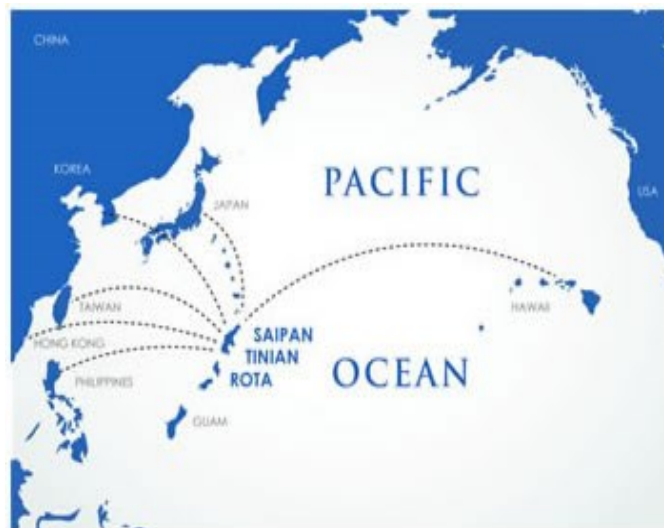 CHINA
KOREA
JAPAN
PACIFIC
USA
TAIWAN
HONG KONG
PHILIPPINES
SAIPAN
TINIAN
ROTA
GUAM
HAWAII
OCEAN